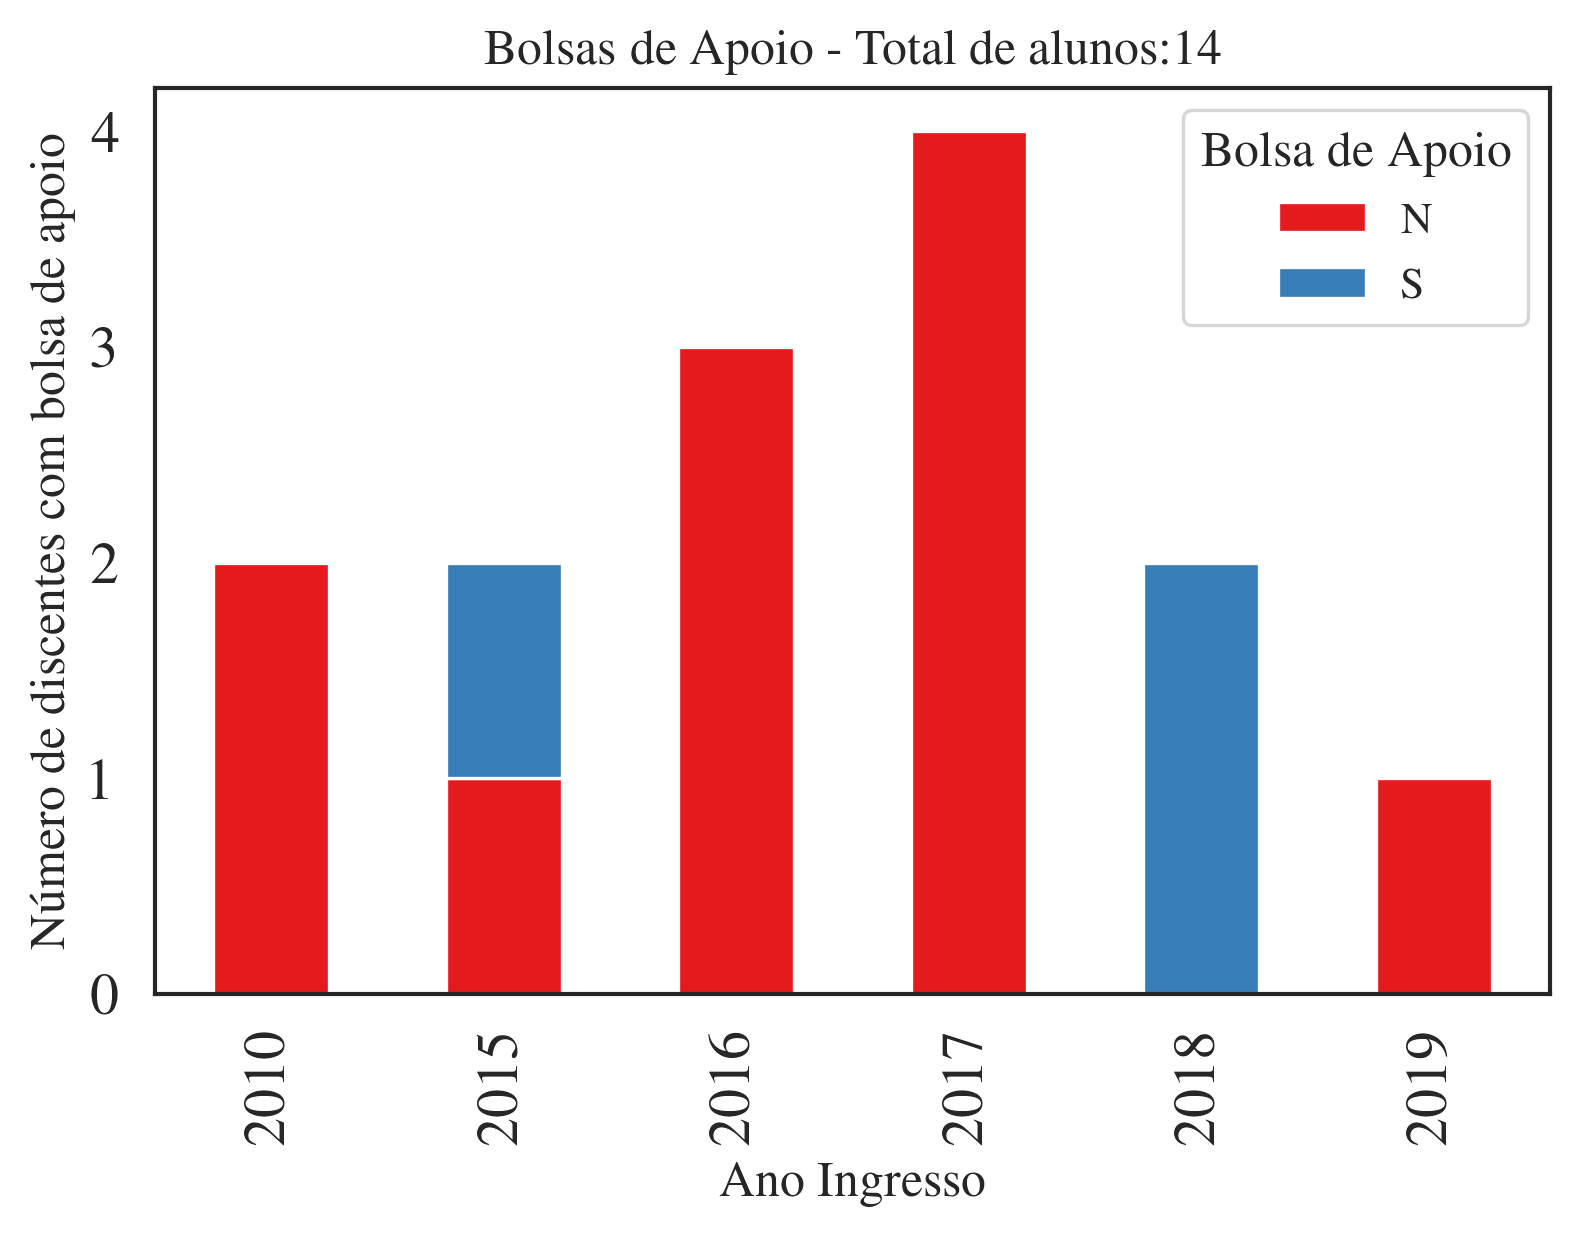 Bolsas de Apoio - Total de alunos:14
Número de discentes com bolsa de apoio
4
3
2
1
0
Bolsa de Apoio
N
S
2010
2015
2016
2017
2018
2019
Ano Ingresso